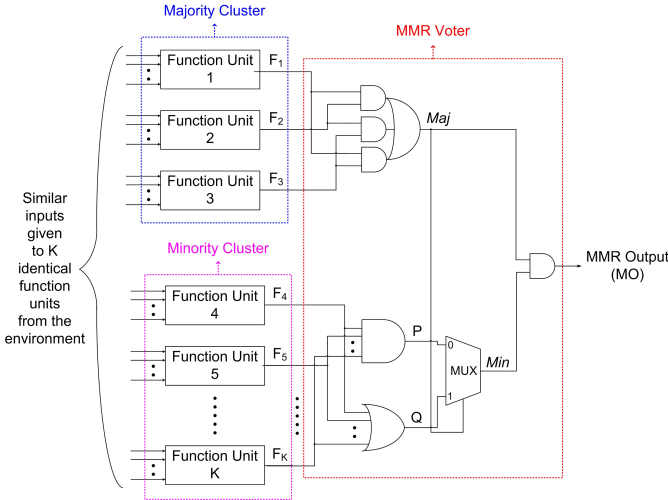 Majority Cluster
MMR Voter
Function Unit
1
F1
Function Unit
2
F2
Function Unit
3
F3
Maj
Similar
inputs
given
to K
identical
function
units
from the
environment
MMR Output
(MO)
Minority Cluster
Function Unit
4
F4
Function Unit
5
F5
Function Unit
K
FK
P
Q
0
MUX
1
Min